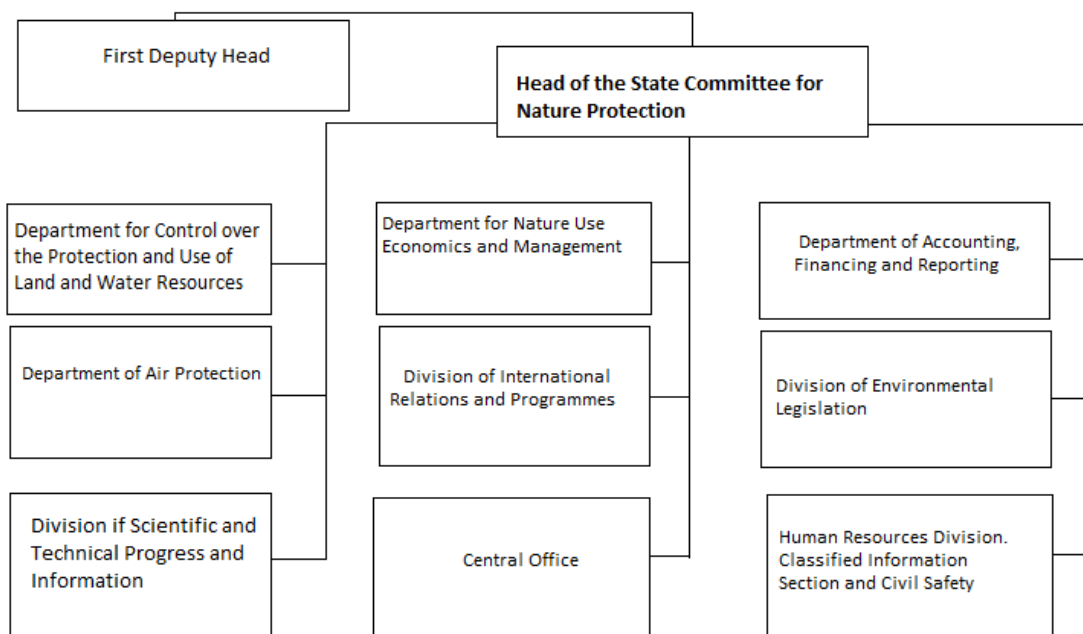 First Deputy Head
Head of the State Committee for
Nature Protection
Department for Control over
the Protection and Use of
Land and Water Resources
Department for Nature Use
Economics and Management
Department of Accounting,
Financing and Reporting
Department of Air Protection
Division of International
Relations and Programmes
Division of Environmental
Legislation
Division if Scientific and
Technical Progress and
Information
Central Office
Human Resources Division.
Classified Information
Section and Civil Safety